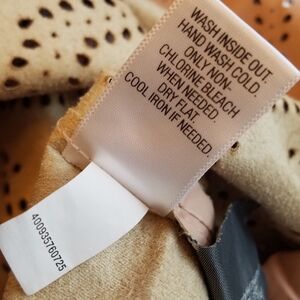 WASH INSIDE OUT.
HAND WASH COLD.
ONLY NON-
CHLORINE BLEACH
WHEN NEEDED.
DRY FLAT.
COOL IRON IF NEEDED
400935760725